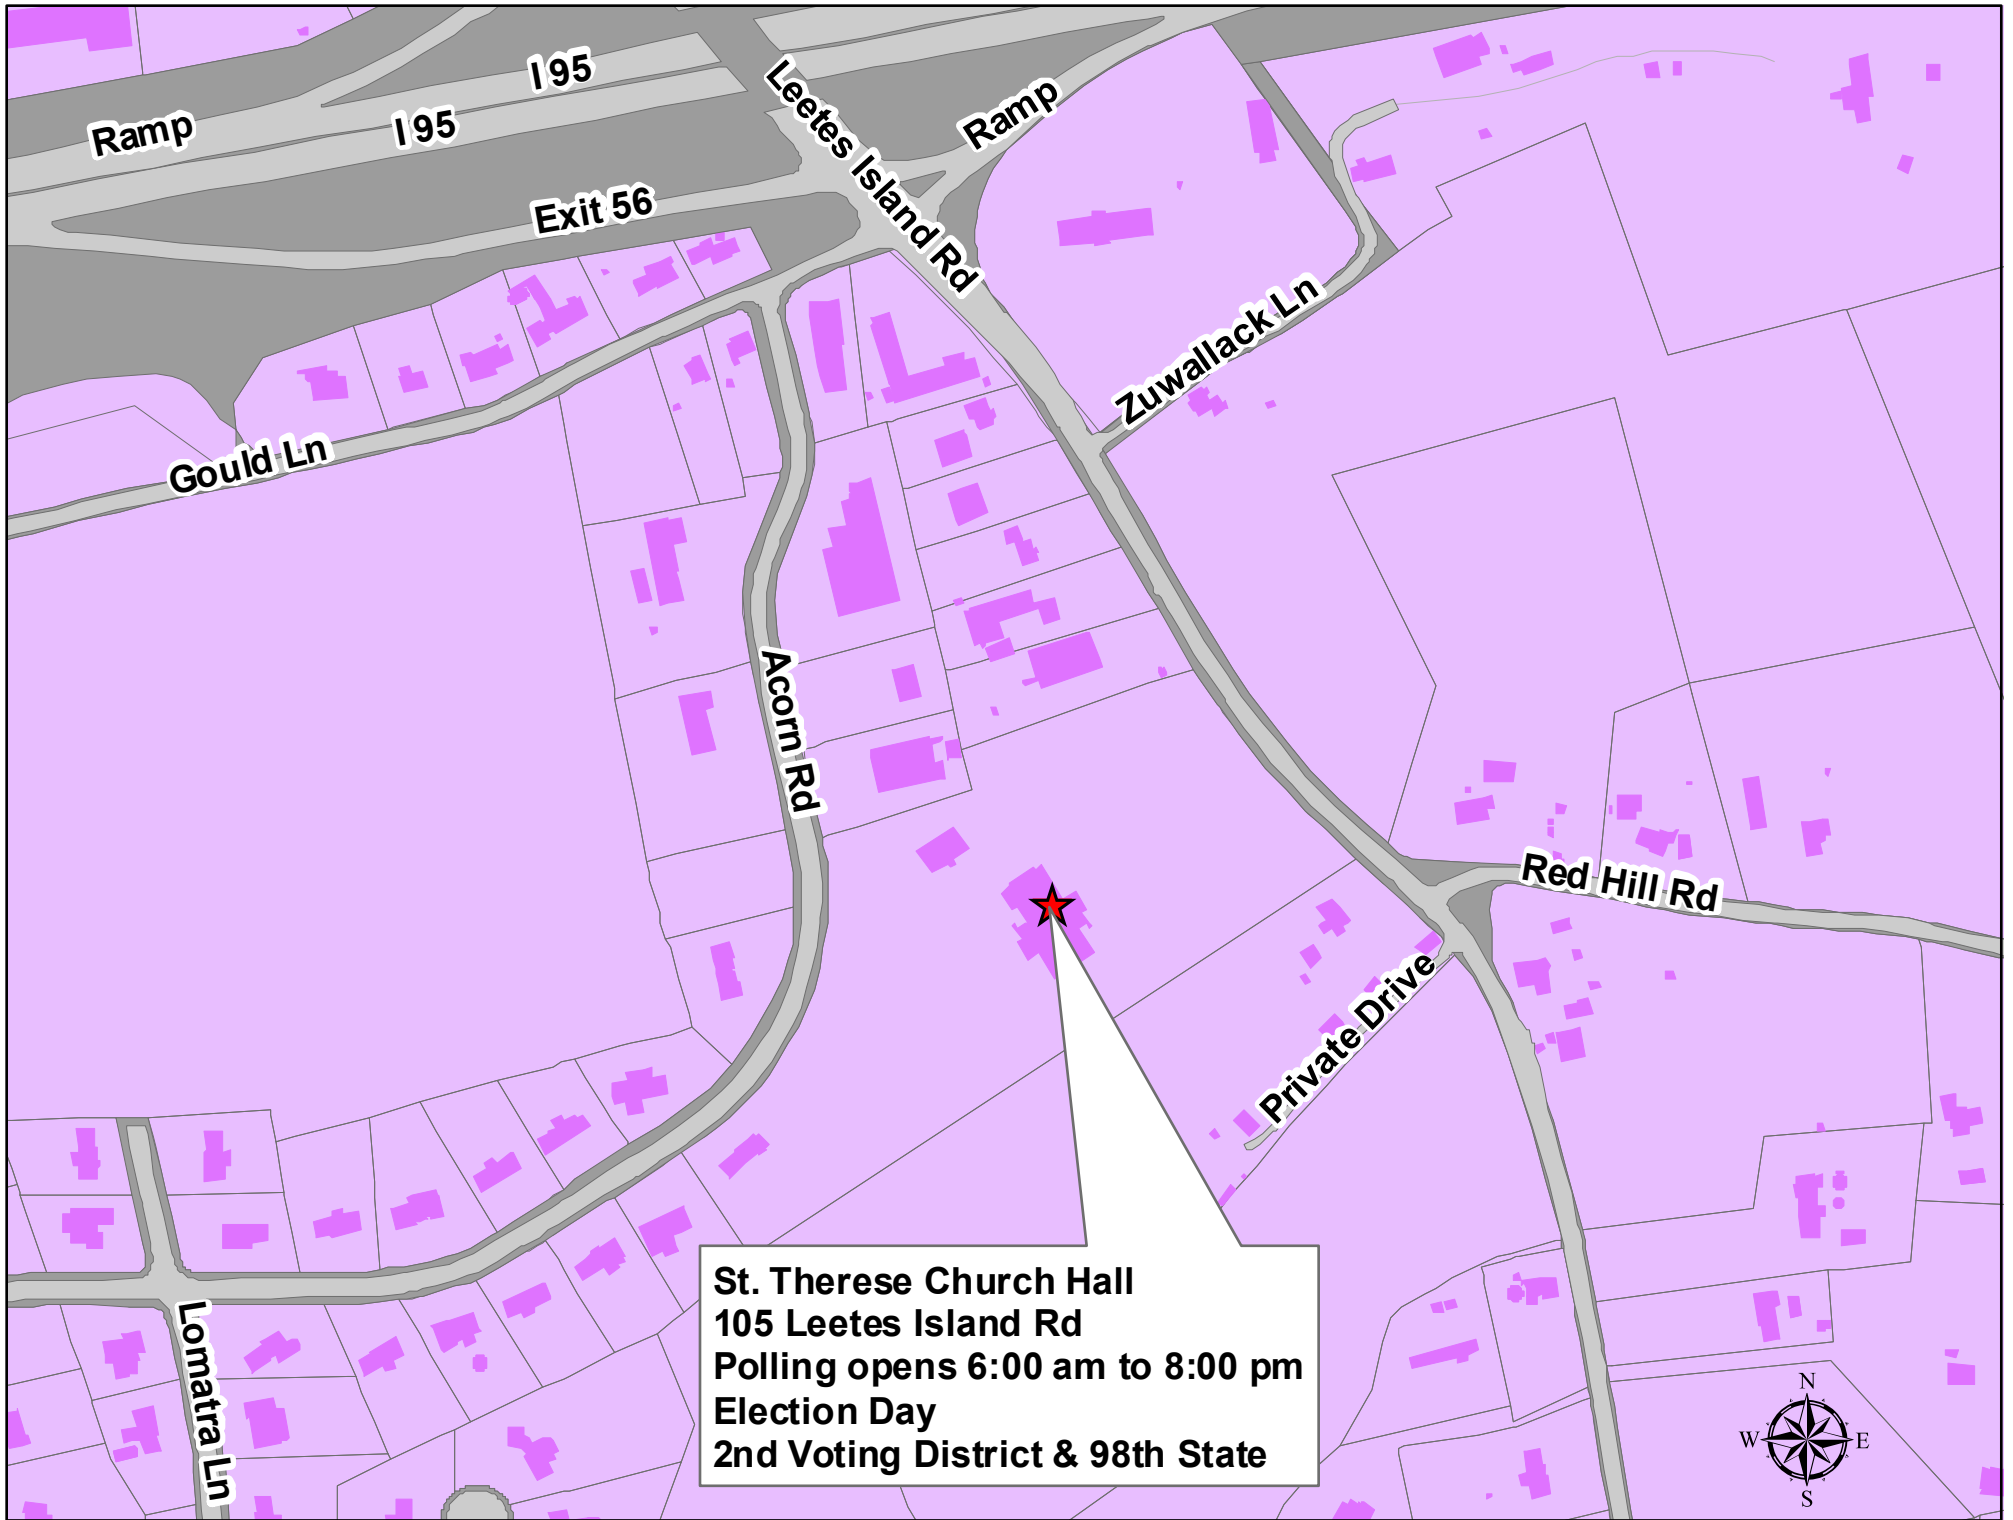 I 95
Ramp
I 95
Leetes Island Rd
Ramp
Exit 56
Zuwallack Ln
Gould Ln
Acorn Rd
Red Hill Rd
Private Drive
St. Therese Church Hall
105 Leetes Island Rd
Polling opens 6:00 am to 8:00 pm
Election Day
2nd Voting District & 98th State
Lomatra Ln
N
W
E
S